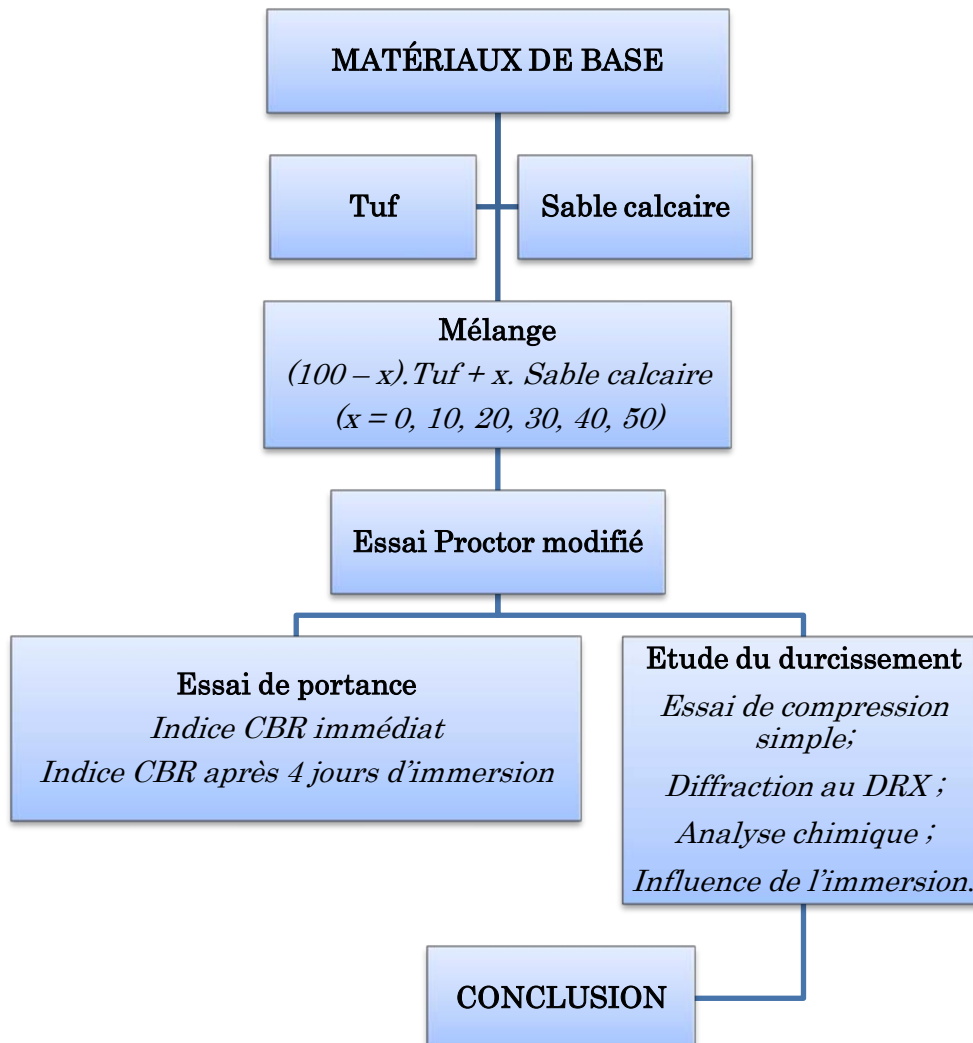 MATÉRIAUX DE BASE
Tuf
Sable calcaire
Mélange
(100 – x).Tuf + x. Sable calcaire
(x = 0, 10, 20, 30, 40, 50)
Essai Proctor modifié
Essai de portance
Indice CBR immédiat
Indice CBR après 4 jours d’immersion
Etude du durcissement
Essai de compression
simple;
Diffraction au DRX ;
Analyse chimique ;
Influence de l’immersion.
CONCLUSION